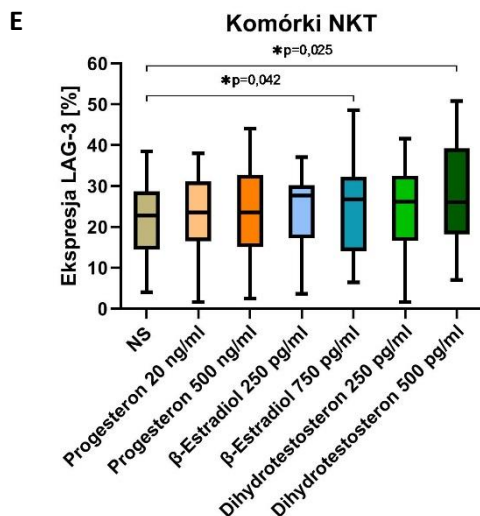 E
Komórki NKT
*p=0,025
*p=0,042
Ekspresja LAG-3 [%]
60
50
40
30
20
10
0
NS
Progesteron 20 ng/ml
Progesteron 500 ng/ml
β-Estradiol 250 pg/ml
β-Estradiol 750 pg/ml
Dihydrotestosteron 250 pg/ml
Dihydrotestosteron 500 pg/ml